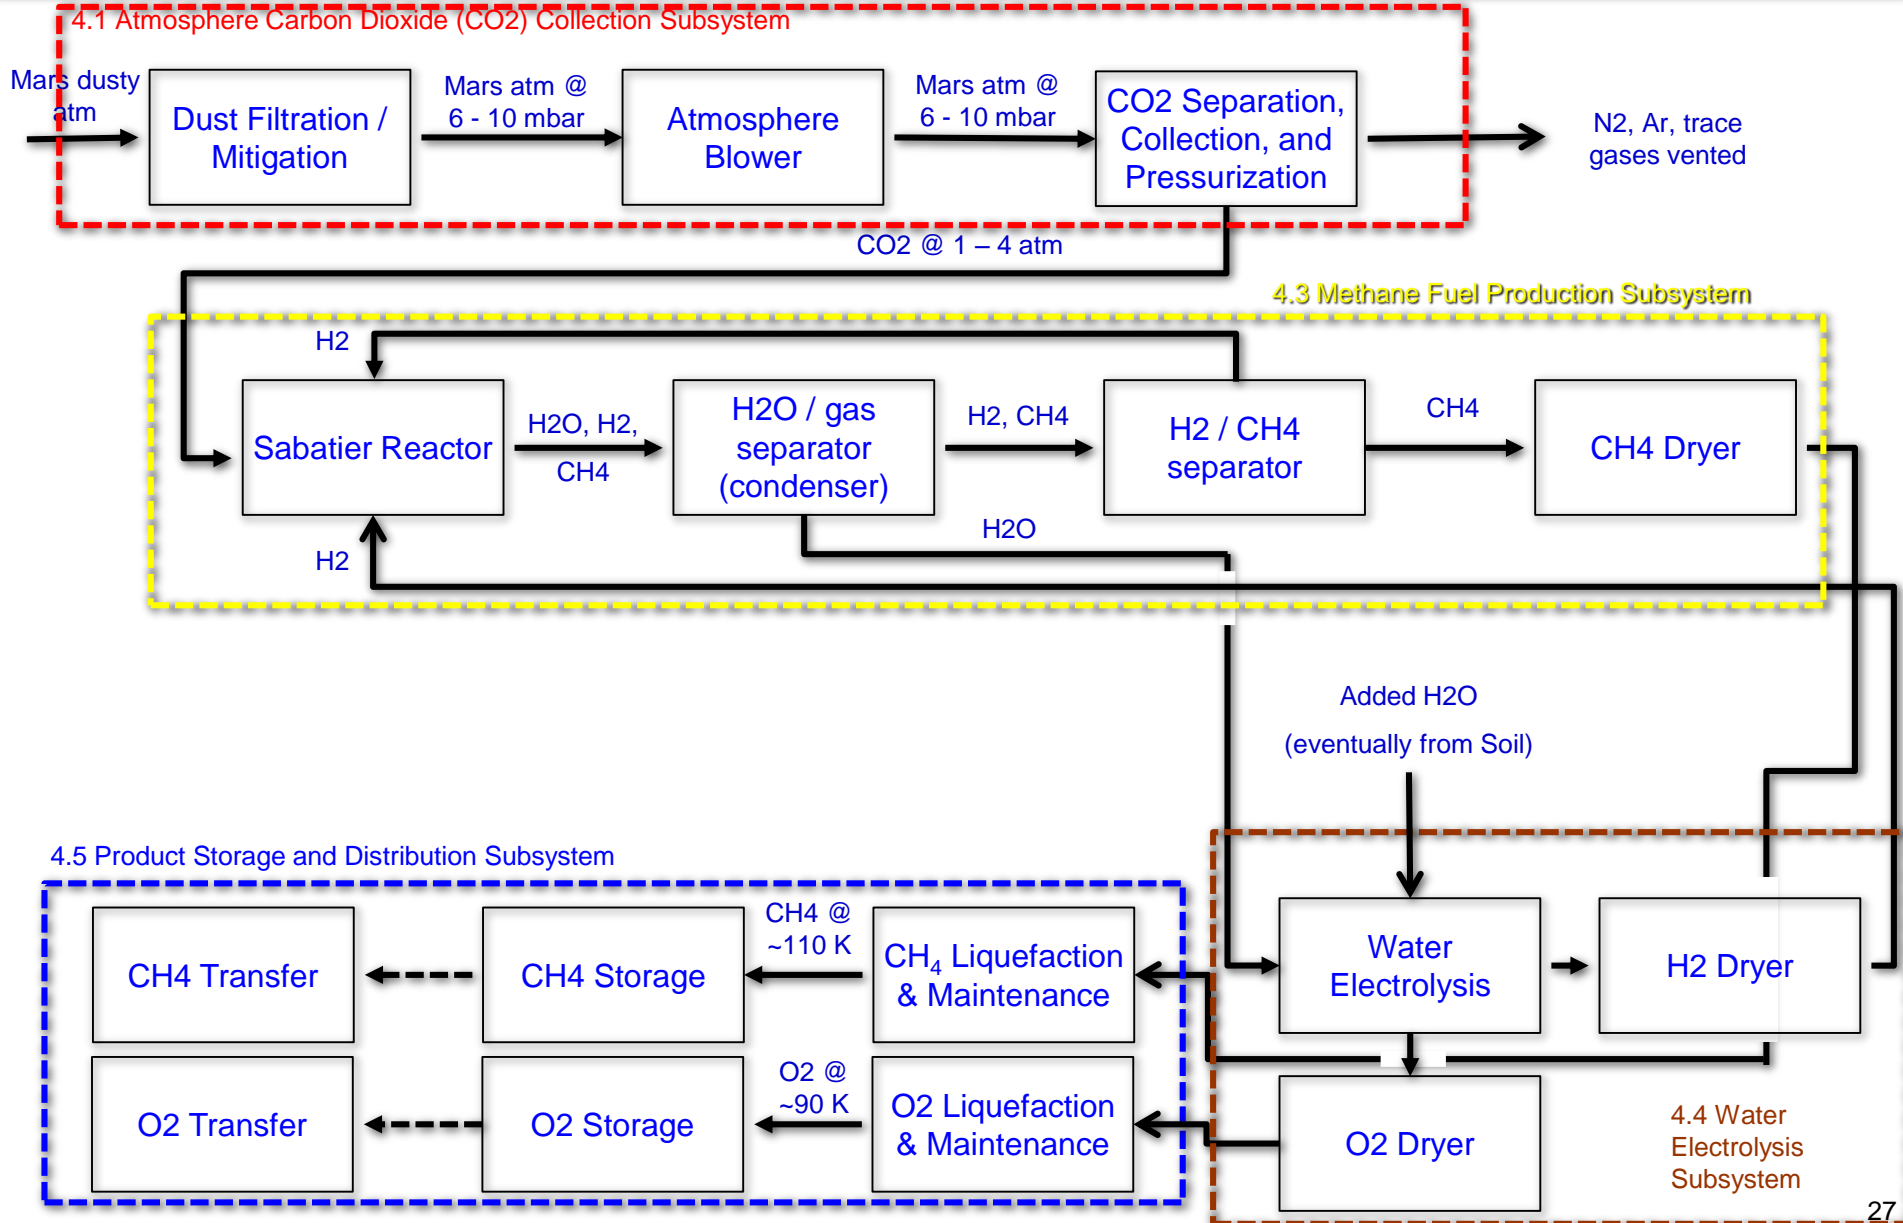 4.1 Atmosphere Carbon Dioxide (CO2) Collection Subsystem
Mars dusty
atm
Dust Filtration /
Mitigation
Mars atm @
6 - 10 mbar
Atmosphere
Blower
Mars atm @
6 - 10 mbar
CO2 Separation,
Collection, and
Pressurization
N2, Ar, trace
gases vented
CO2 @ 1 – 4 atm
4.3 Methane Fuel Production Subsystem
H2
Sabatier Reactor
H2O, H2,
CH4
H2O / gas
separator
(condenser)
H2, CH4
H2 / CH4
separator
CH4
CH4 Dryer
H2O
H2
Added H2O
(eventually from Soil)
4.5 Product Storage and Distribution Subsystem
CH4 Transfer
CH4 Storage
CH4 @
~110 K
CH₄ Liquefaction
& Maintenance
Water
Electrolysis
H2 Dryer
O2 Transfer
O2 Storage
O2 @
~90 K
O2 Liquefaction
& Maintenance
O2 Dryer
4.4 Water
Electrolysis
Subsystem
27